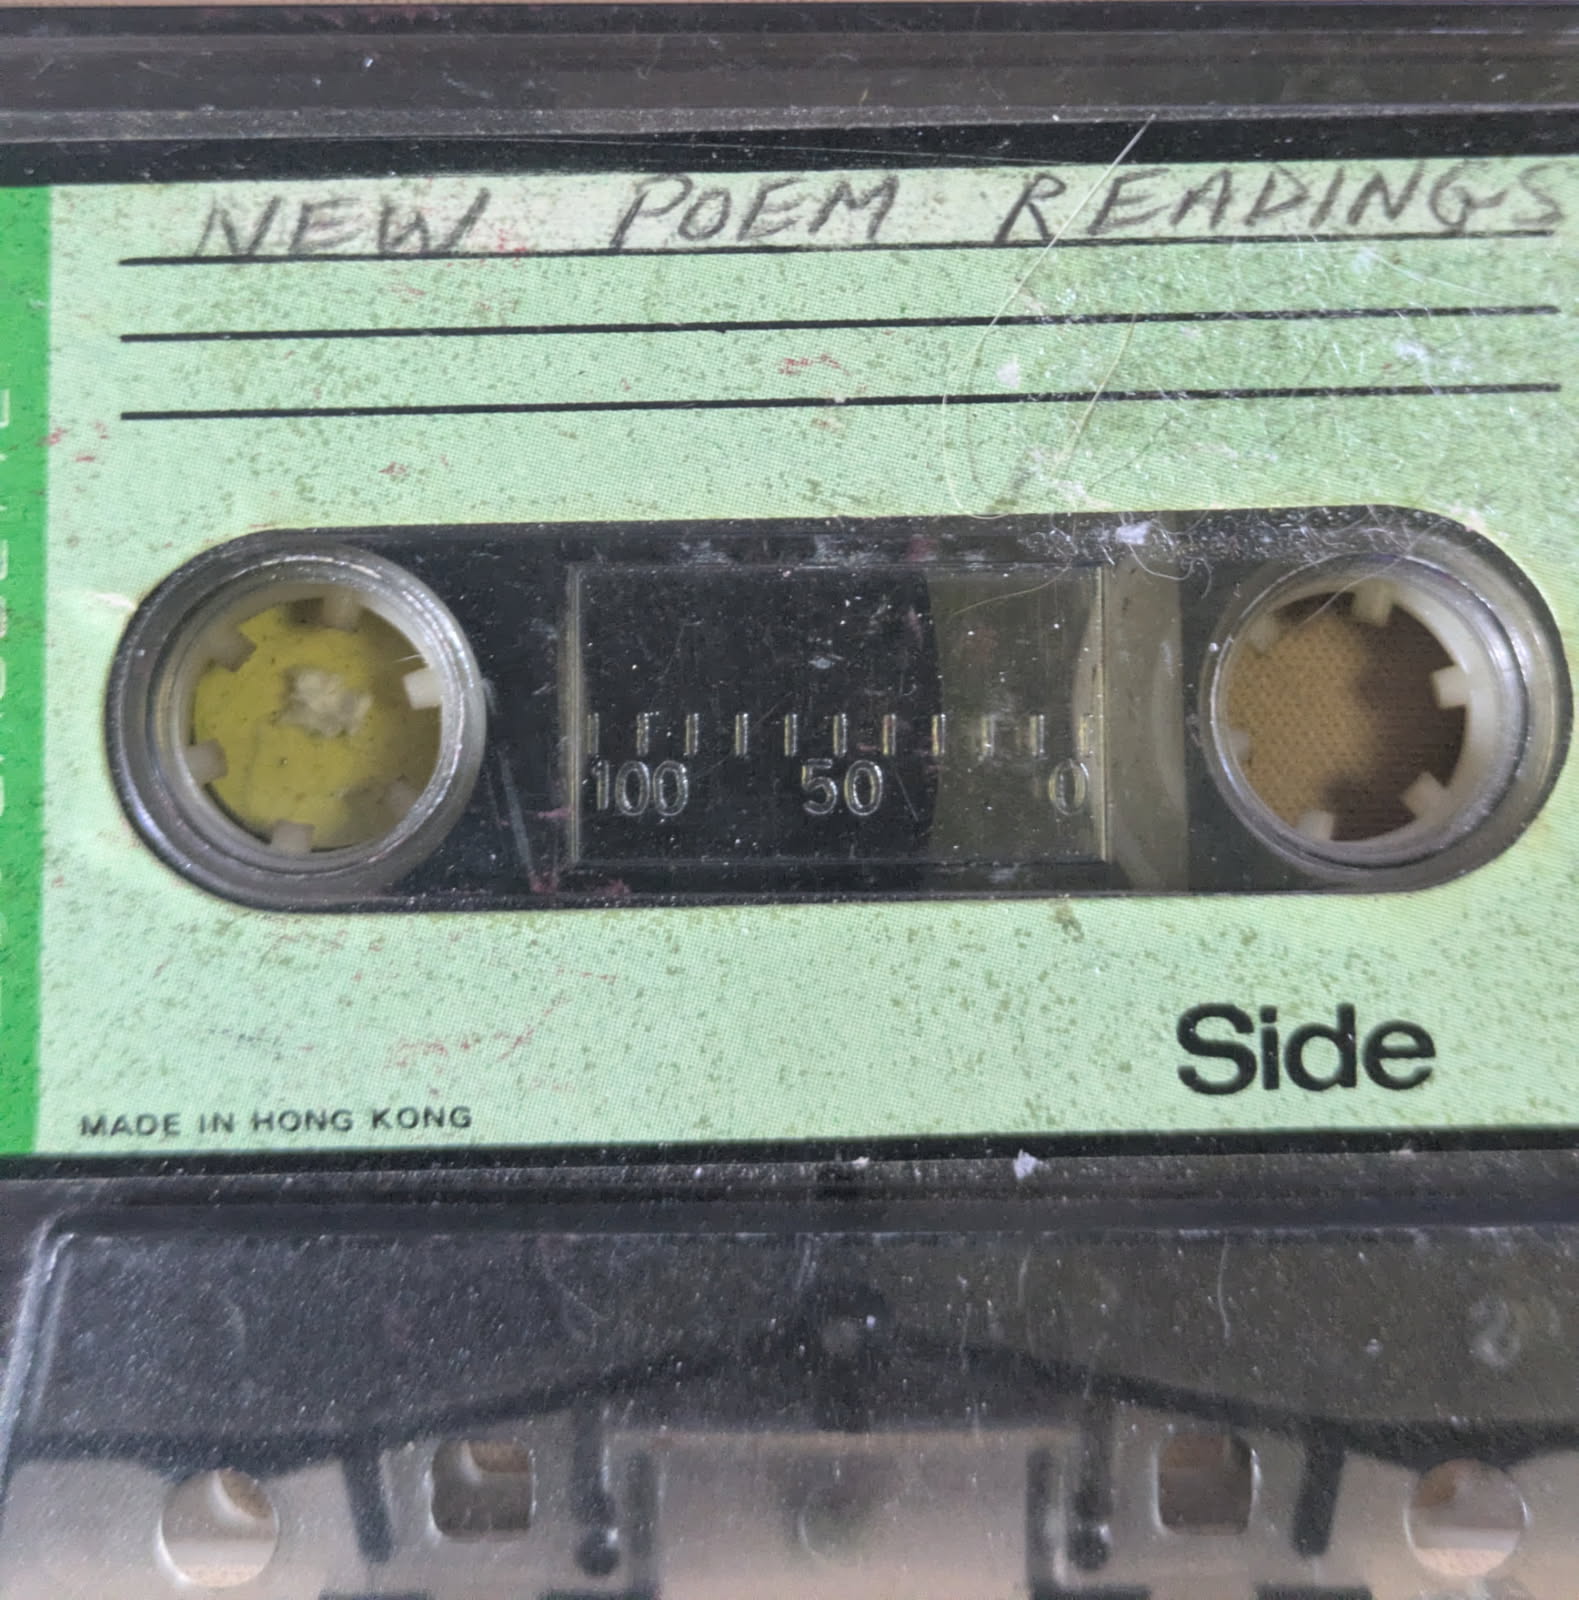 NEW POEM READINGS
100 50 0
Side
MADE IN HONG KONG